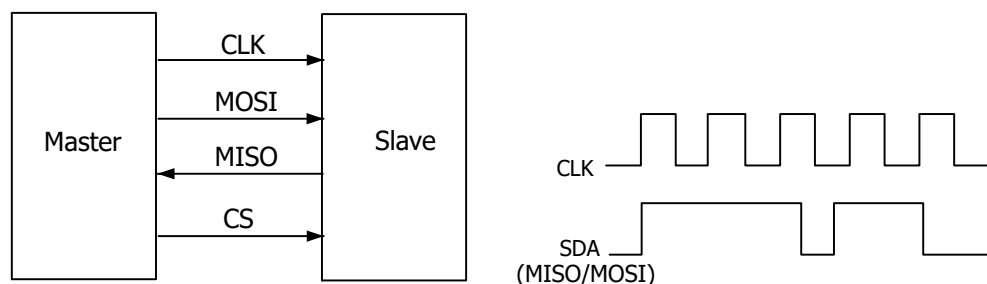 CLK
MOSI
Master
Slave
MISO
CS
CLK
SDA
(MISO/MOSI)